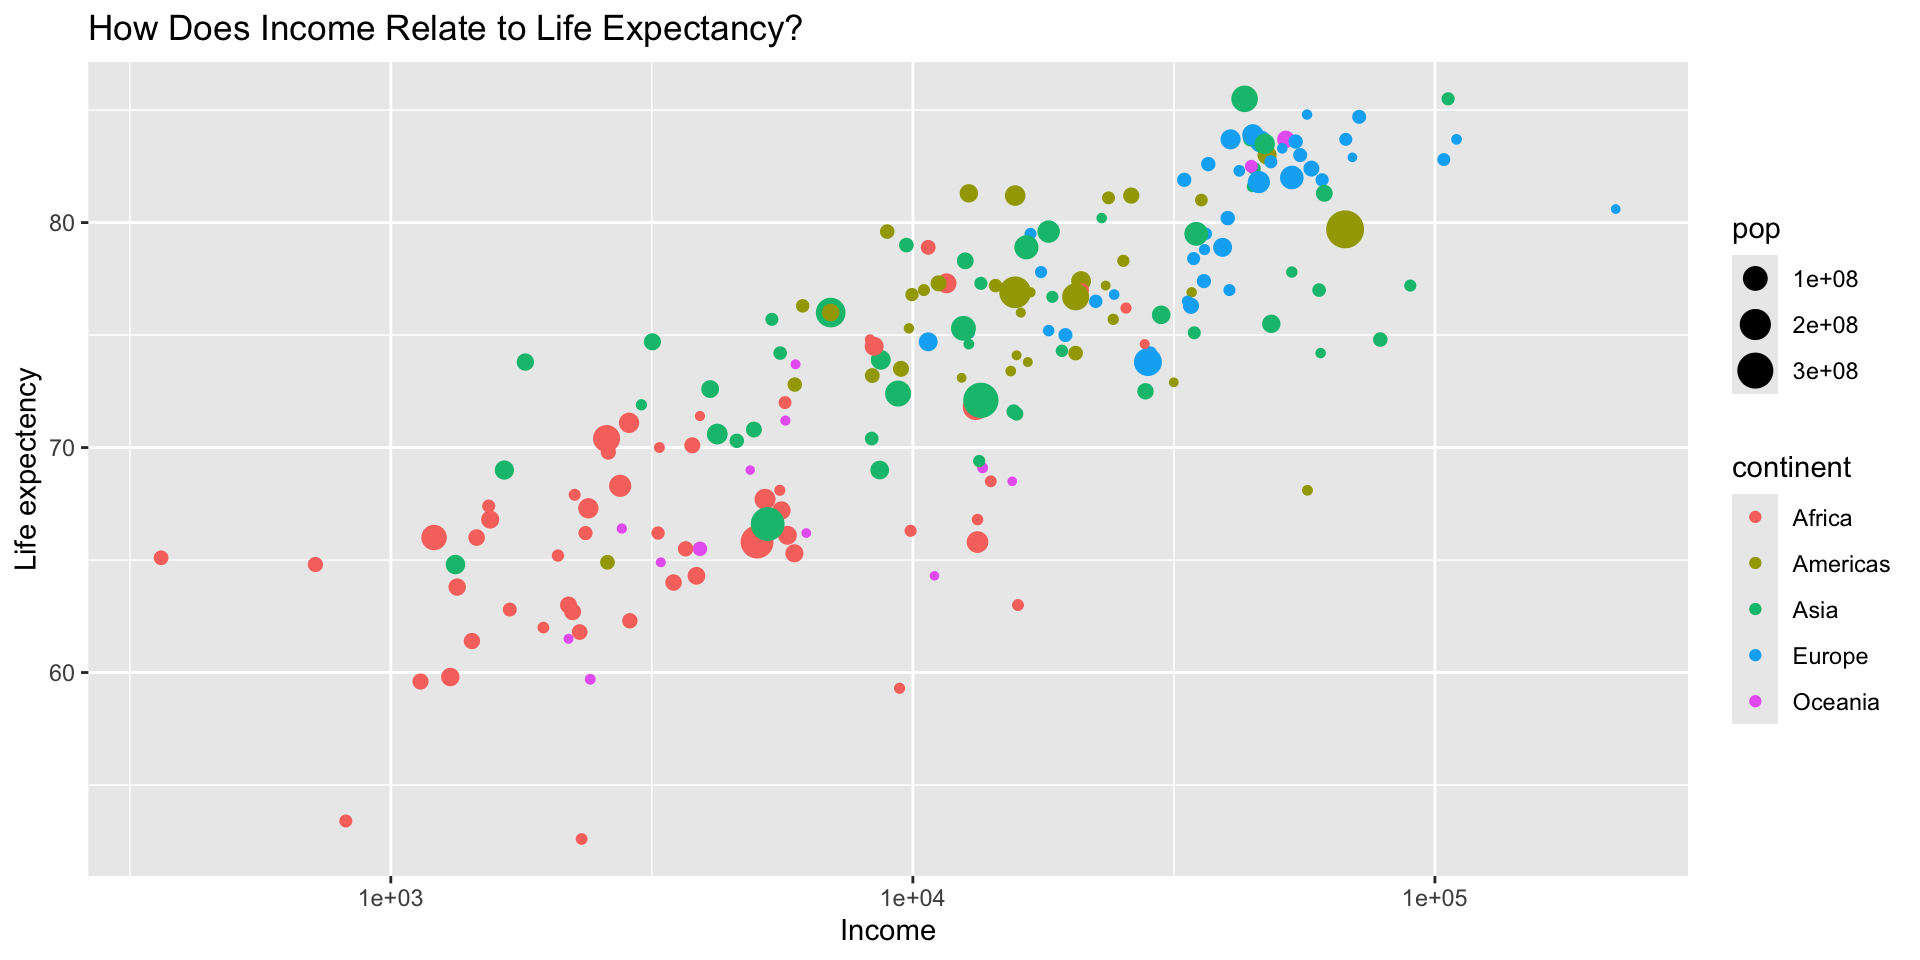 How Does Income Relate to Life Expectancy?
Life expectency
80
70
60
1e+03
1e+04
1e+05
Income
pop
1e+08
2e+08
3e+08
continent
Africa
Americas
Asia
Europe
Oceania